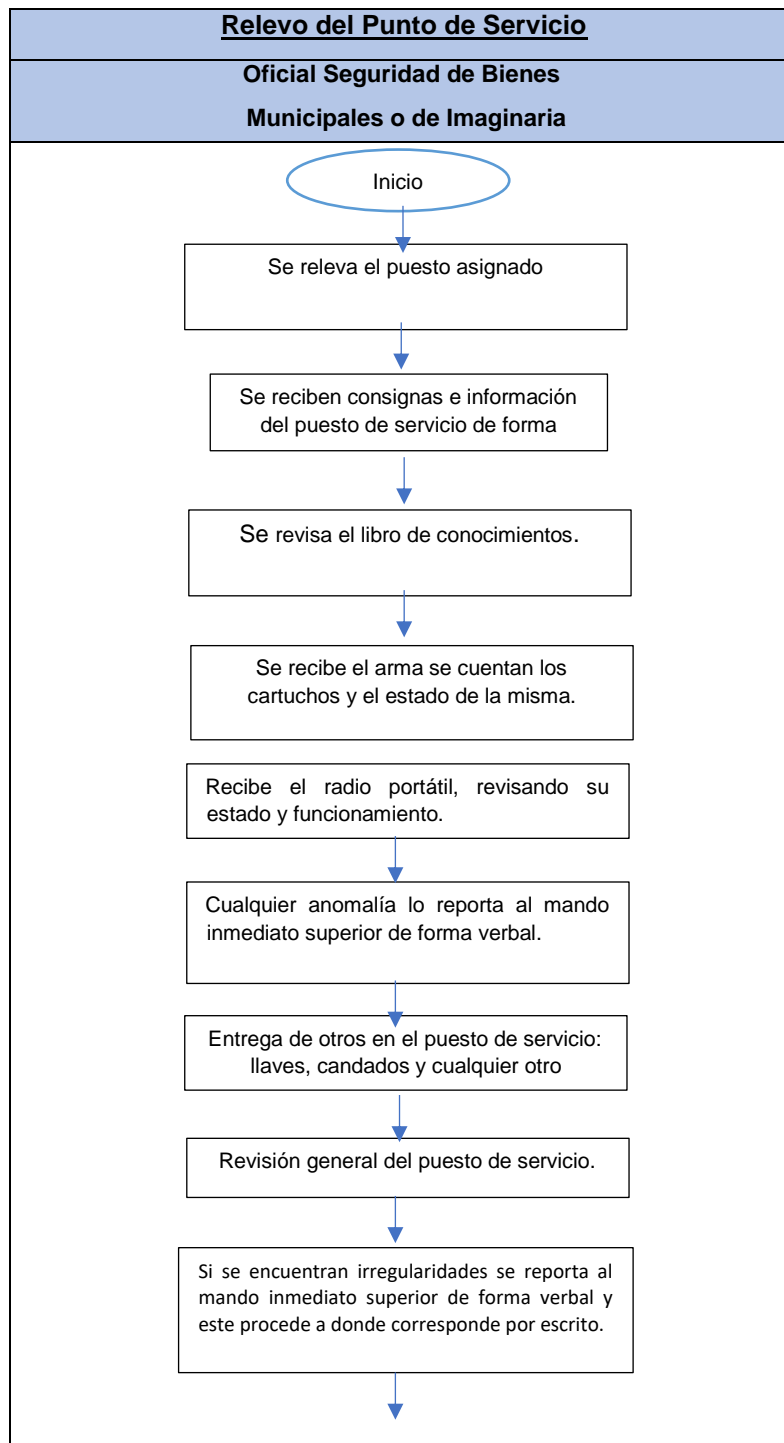 Relevo del Punto de Servicio
Oficial Seguridad de Bienes
Municipales o de Imaginaria
Inicio
Se releva el puesto asignado
Se reciben consignas e información
del puesto de servicio de forma
Se revisa el libro de conocimientos.
Se recibe el arma se cuentan los
cartuchos y el estado de la misma.
Recibe el radio portátil, revisando su
estado y funcionamiento.
Cualquier anomalía lo reporta al mando
inmediato superior de forma verbal.
Entrega de otros en el puesto de servicio:
llaves, candados y cualquier otro
Revisión general del puesto de servicio.
Si se encuentran irregularidades se reporta al
mando inmediato superior de forma verbal y
este procede a donde corresponde por escrito.